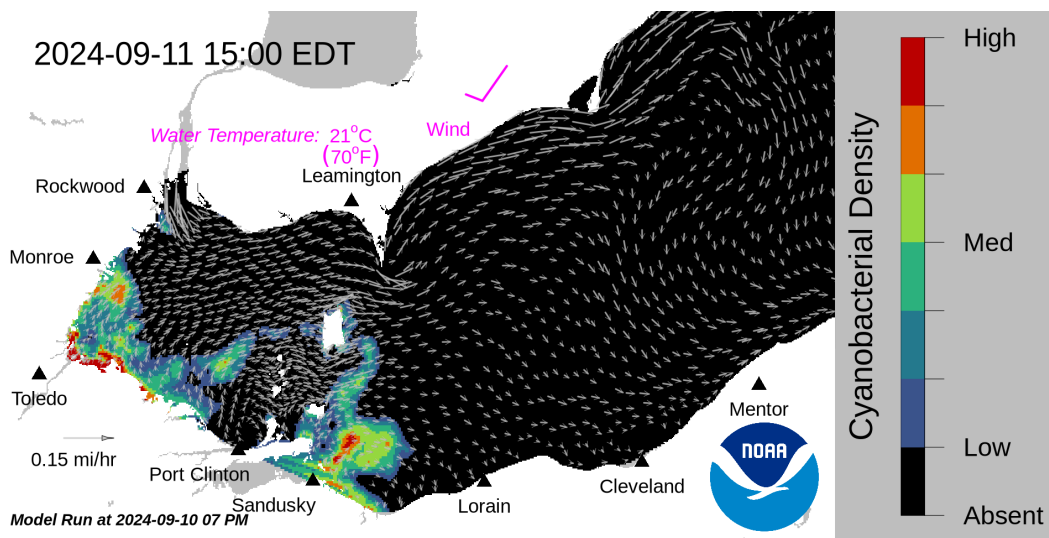 2024-09-11 15:00 EDT
Water Temperature: 21°C
(70°F)
Wind
Rockwood
Leamington
Monroe
Toledo
0.15 mi/hr
Port Clinton
Sandusky
Lorain
Cleveland
Mentor
NOAA
Model Run at 2024-09-10 07 PM
Cyanobacterial Density
High
Med
Low
Absent